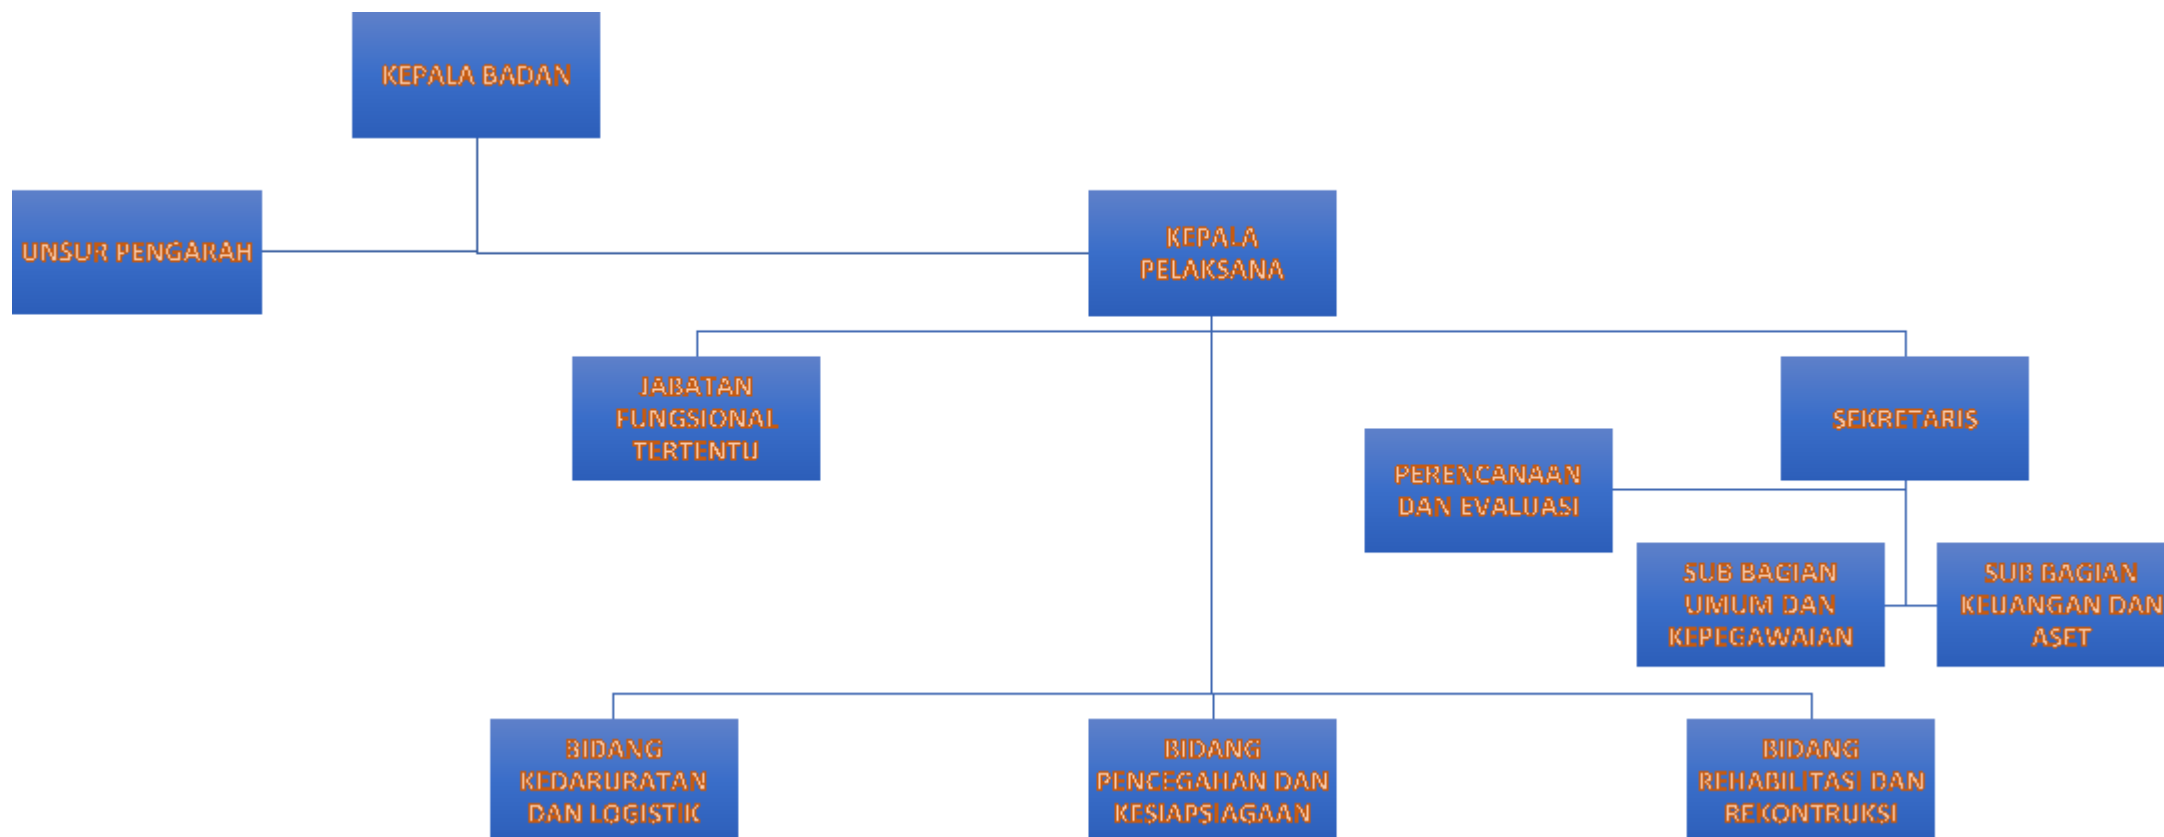 KEPALA BADAN
UNSUR PENGARAH
KEPALA
PELAKSANA
JABATAN
FUNGSIONAL
TERTENTU
SEKRETARIS
PERENCANAAN
DAN EVALUASI
SUB BAGIAN
UMUM DAN
KEPEGAWAIAN
SUB BAGIAN
KEUANGAN DAN
ASET
BIDANG
KEDARURATAN
DAN LOGISTIK
BIDANG
PENCEGAHAN DAN
KESIAPSIAGAAN
BIDANG
REHABILITASI DAN
REKONTRUKSI